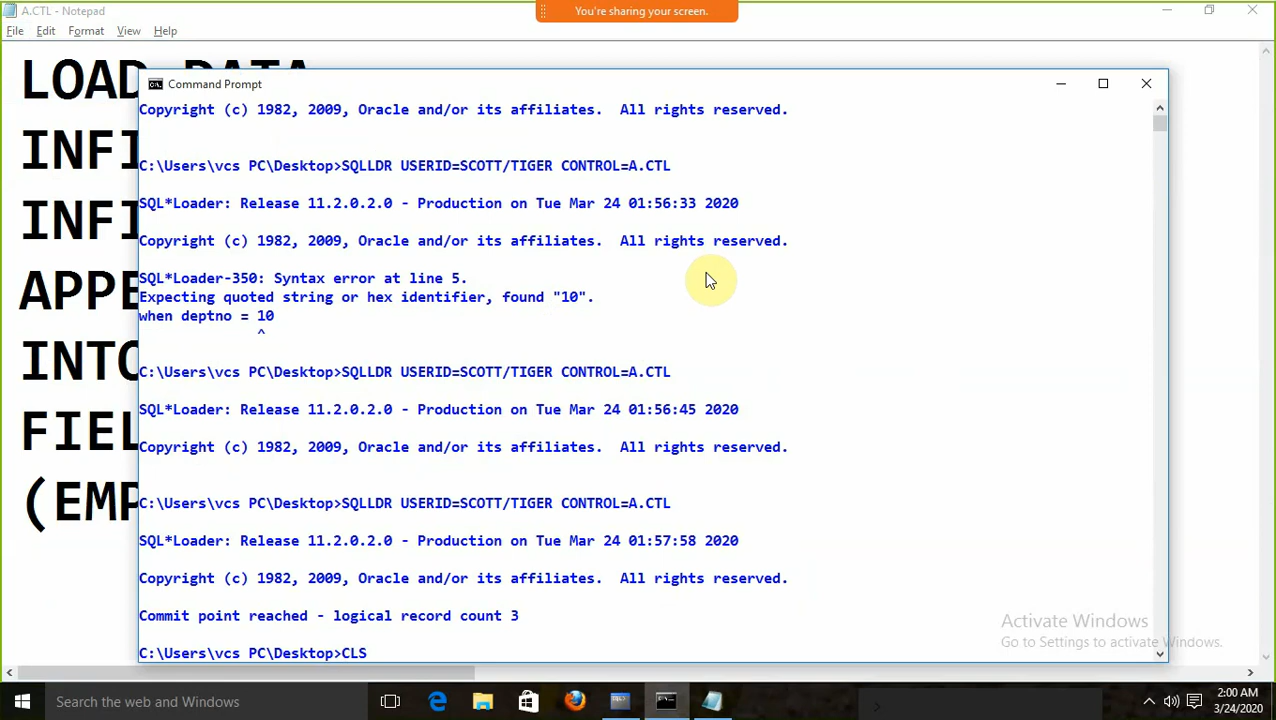 A.CTL - Notepad
You're sharing your screen.
File Edit Format View Help
LOAD DATA
INFI
INFI
APPE
INTO
FIEL
(EMP
Command Prompt
Copyright (c) 1982, 2009, Oracle and/or its affiliates.  All rights reserved.
C:\Users\vcs PC\Desktop>SQLLDR USERID=SCOTT/TIGER CONTROL=A.CTL
SQL*Loader: Release 11.2.0.2.0 - Production on Tue Mar 24 01:56:33 2020
Copyright (c) 1982, 2009, Oracle and/or its affiliates.  All rights reserved.
SQL*Loader-350: Syntax error at line 5.
Expecting quoted string or hex identifier, found "10".
when deptno = 10
^
C:\Users\vcs PC\Desktop>SQLLDR USERID=SCOTT/TIGER CONTROL=A.CTL
SQL*Loader: Release 11.2.0.2.0 - Production on Tue Mar 24 01:56:45 2020
Copyright (c) 1982, 2009, Oracle and/or its affiliates.  All rights reserved.
C:\Users\vcs PC\Desktop>SQLLDR USERID=SCOTT/TIGER CONTROL=A.CTL
SQL*Loader: Release 11.2.0.2.0 - Production on Tue Mar 24 01:57:58 2020
Copyright (c) 1982, 2009, Oracle and/or its affiliates.  All rights reserved.
Commit point reached - logical record count 3
C:\Users\vcs PC\Desktop>CLS
Activate Windows
Go to Settings to activate Windows.
Search the web and Windows
2:00 AM
3/24/2020